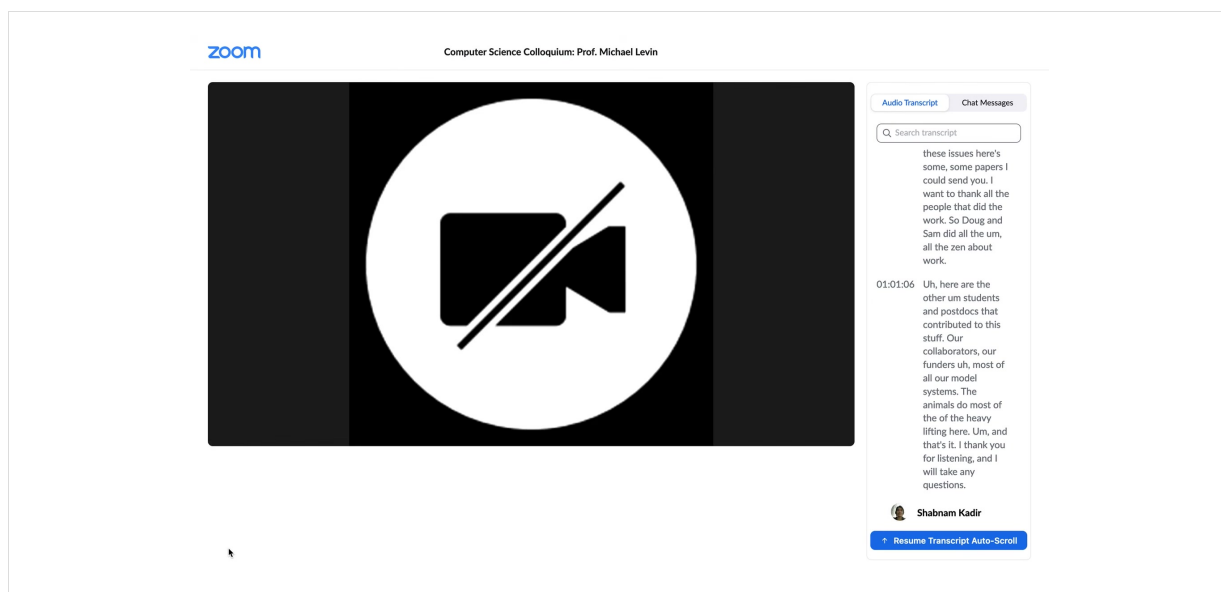 zoom
Computer Science Colloquium: Prof. Michael Levin
Audio Transcript
Chat Messages
Search transcript
these issues here's
some, some papers I
could send you. I
want to thank all the
people that did the
work. So Doug and
Sam did all the um,
all the zen about
work.
01:01:06 Uh, here are the
other um students
and postdocs that
contributed to this
stuff. Our
collaborators, our
funders uh, most of
all our model
systems. The
animals do most of
the of the heavy
lifting here. Um, and
that's it. I thank you
for listening, and I
will take any
questions.
Shabnam Kadir
↑ Resume Transcript Auto-Scroll